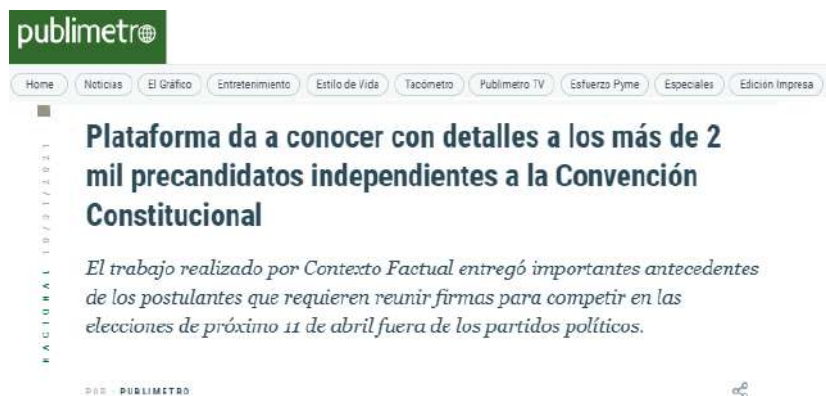 publimetro
Home Noticias El Gráfico Entretenimiento Estilo de Vida Tacómetro Publimetro TV Esfuerzo Pyme Especiales Edición Impresa
Plataforma da a conocer con detalles a los más de 2
mil precandidatos independientes a la Convención
Constitucional
El trabajo realizado por Contexto Factual entregó importantes antecedentes
de los postulantes que requieren reunir firmas para competir en las
elecciones de próximo 11 de abril fuera de los partidos políticos.
POR : PUBLIMETRO
NACIONAL